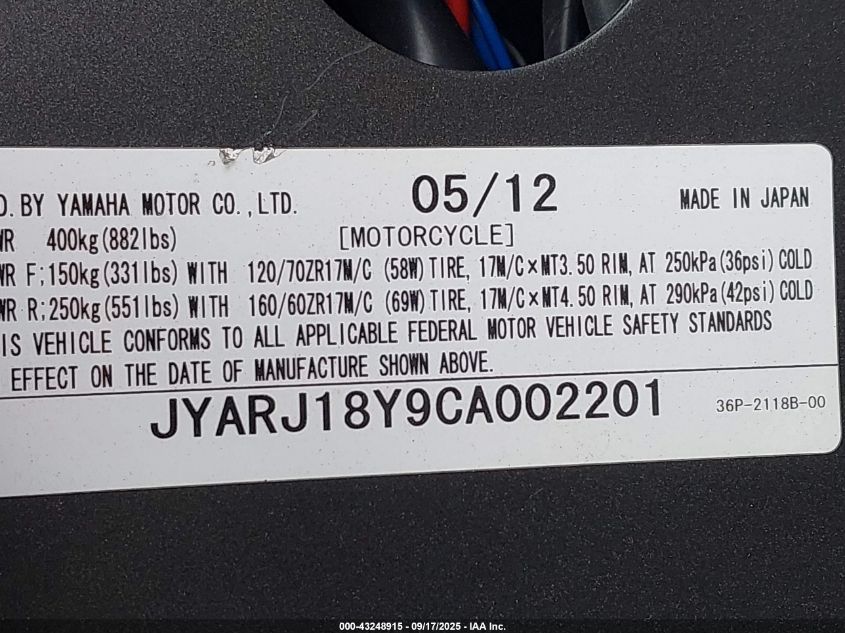 D. BY YAMAHA MOTOR CO.,LTD. 05/12 MADE IN JAPAN
WR 400kg(882lbs) [MOTORCYCLE]
WR F;150kg(331lbs) WITH 120/70ZR17M/C (58W) TIRE, 17M/C×MT3.50 RIM, AT 250kPa(36psi) COLD
WR R;250kg(551lbs) WITH 160/60ZR17M/C (69W) TIRE, 17M/C×MT4.50 RIM, AT 290kPa(42psi) COLD
IS VEHICLE CONFORMS TO ALL APPLICABLE FEDERAL MOTOR VEHICLE SAFETY STANDARDS
EFFECT ON THE DATE OF MANUFACTURE SHOWN ABOVE.
JYARJ18Y9CA002201 36P-2118B-00
000-43248915 - 09/17/2025 - IAA Inc.